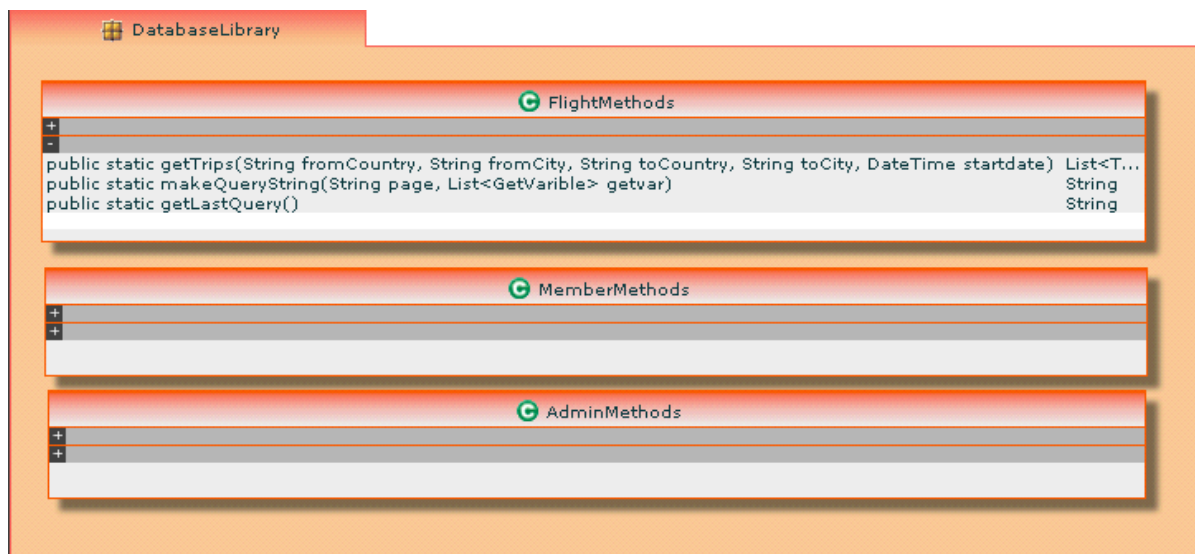 DatabaseLibrary
FlightMethods
+
-
public static getTrips(String fromCountry, String fromCity, String toCountry, String toCity, DateTime startdate) List<T...
public static makeQueryString(String page, List<GetVarible> getvar) String
public static getLastQuery() String
MemberMethods
+
+
AdminMethods
+
+